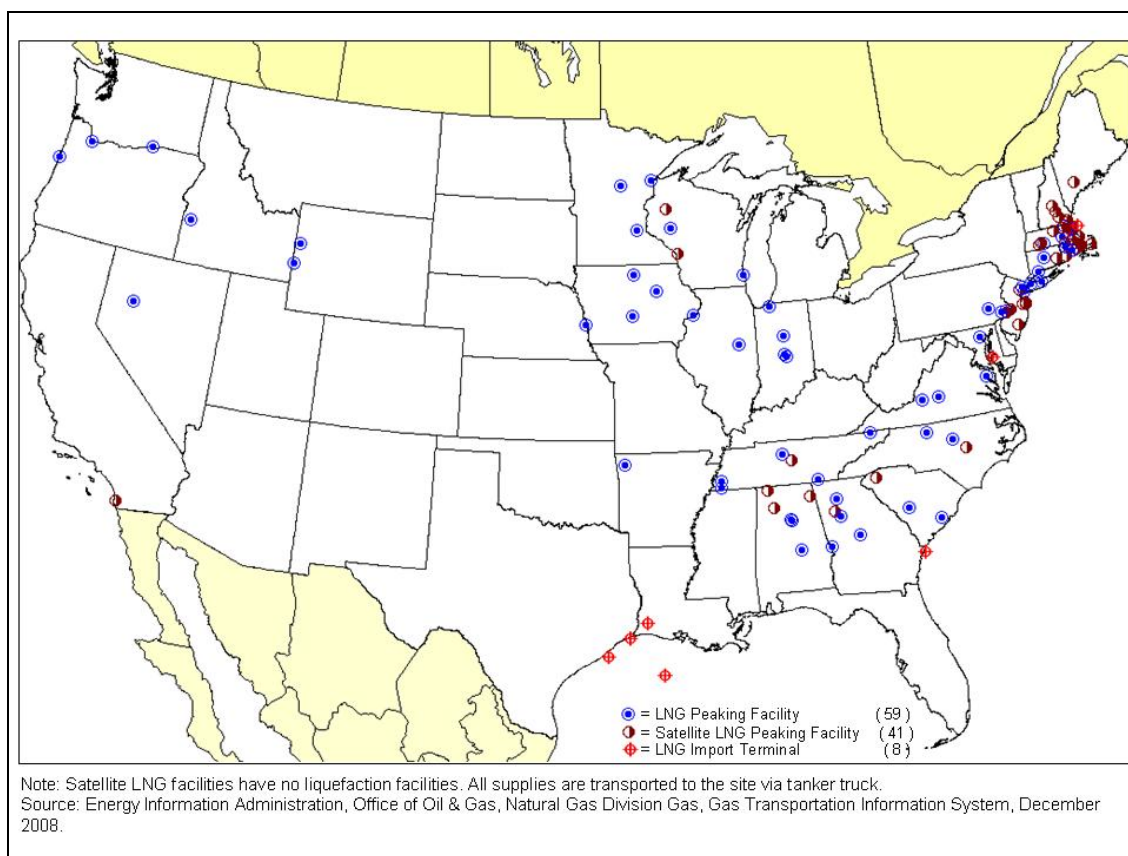 = LNG Peaking Facility (59)
= Satellite LNG Peaking Facility (41)
= LNG Import Terminal (8)
Note: Satellite LNG facilities have no liquefaction facilities. All supplies are transported to the site via tanker truck.
Source: Energy Information Administration, Office of Oil & Gas, Natural Gas Division Gas, Gas Transportation Information System, December
2008.